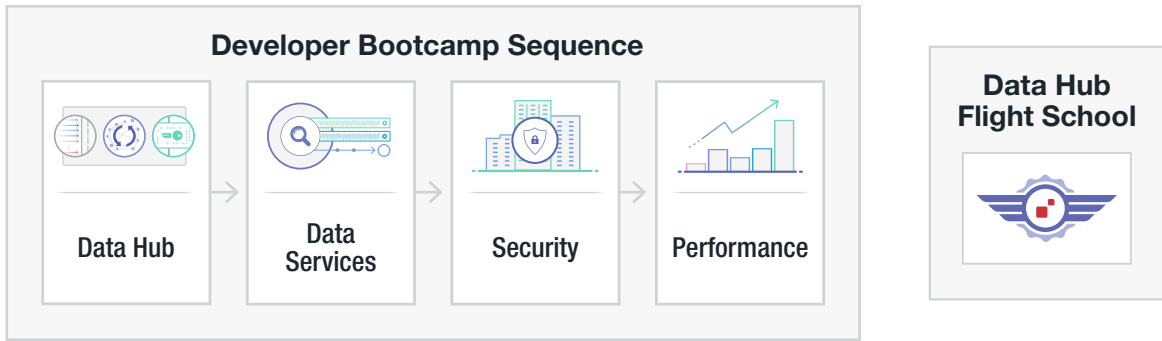 Developer Bootcamp Sequence
Data Hub
Data
Services
Security
Performance
Data Hub
Flight School